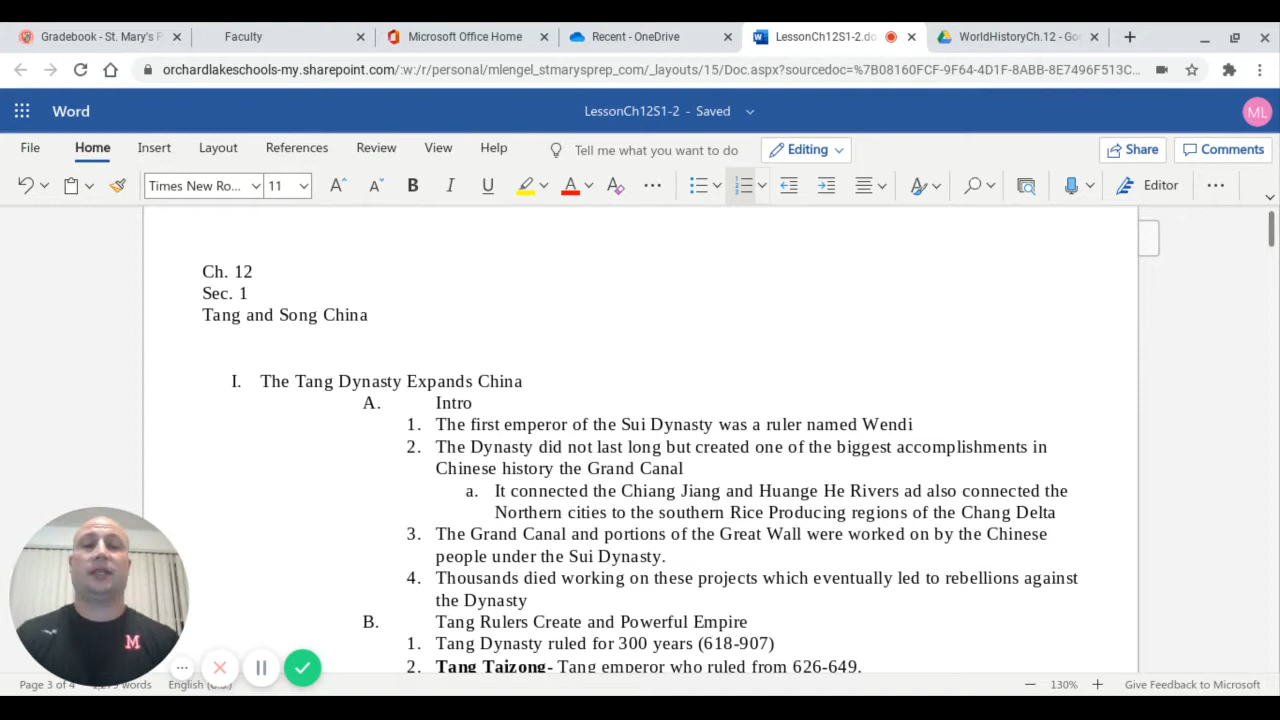 Gradebook - St. Mary's P
Faculty
Microsoft Office Home
Recent - OneDrive
LessonCh12S1-2.do
WorldHistoryCh.12 - Goo
orchardlakeschools-my.sharepoint.com/:w:/r/personal/mlengel_stmarysprep_com/_layouts/15/Doc.aspx?sourcedoc=%7B08160FCF-9F64-4D1F-8ABB-8E7496F513C...
Word
LessonCh12S1-2 - Saved
ML
File Home Insert Layout References Review View Help Tell me what you want to do Editing Share Comments
Times New Ro... 11 A A B I U A A Editor
Ch. 12
Sec. 1
Tang and Song China
I. The Tang Dynasty Expands China
A. Intro
1. The first emperor of the Sui Dynasty was a ruler named Wendi
2. The Dynasty did not last long but created one of the biggest accomplishments in
Chinese history the Grand Canal
a. It connected the Chiang Jiang and Huange He Rivers ad also connected the
Northern cities to the southern Rice Producing regions of the Chang Delta
3. The Grand Canal and portions of the Great Wall were worked on by the Chinese
people under the Sui Dynasty.
4. Thousands died working on these projects which eventually led to rebellions against
the Dynasty
B. Tang Rulers Create and Powerful Empire
1. Tang Dynasty ruled for 300 years (618-907)
2. Tang Taizong- Tang emperor who ruled from 626-649.
M
Page 3 of 4 words English 130% Give Feedback to Microsoft